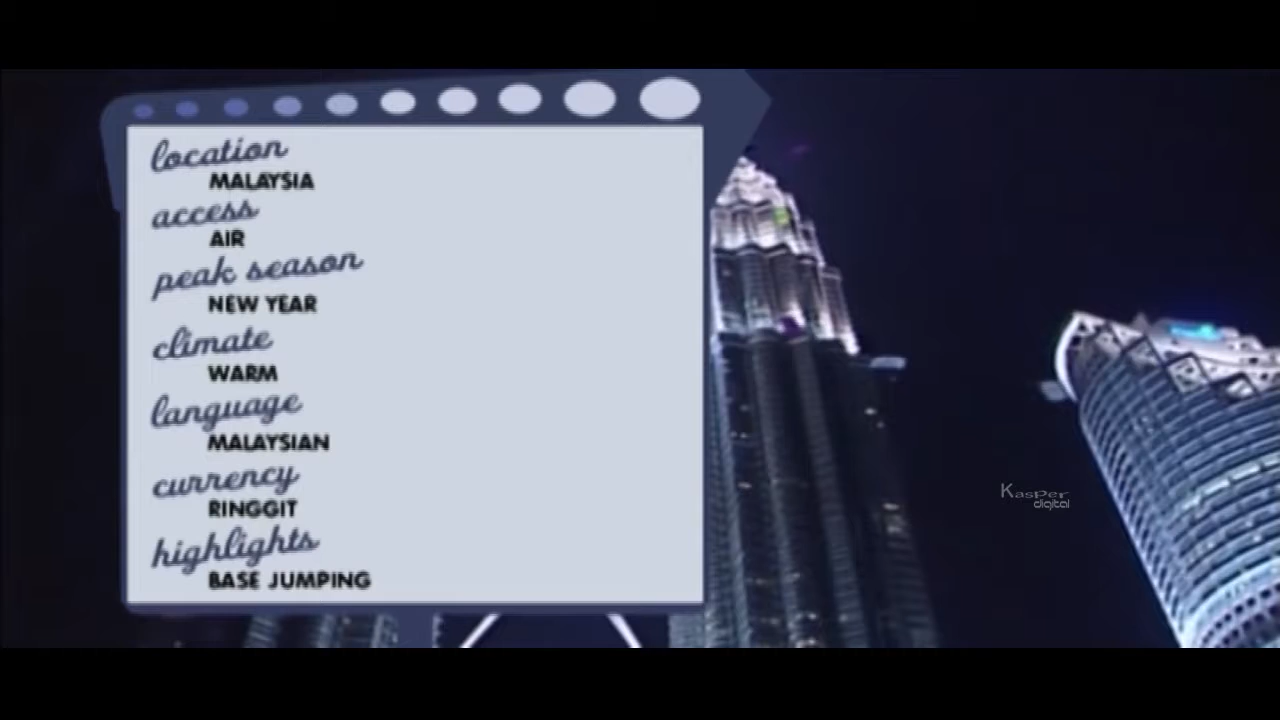 location
MALAYSIA
access
AIR
peak season
NEW YEAR
climate
WARM
language
MALAYSIAN
currency
RINGGIT
highlights
BASE JUMPING
Kasper
digital